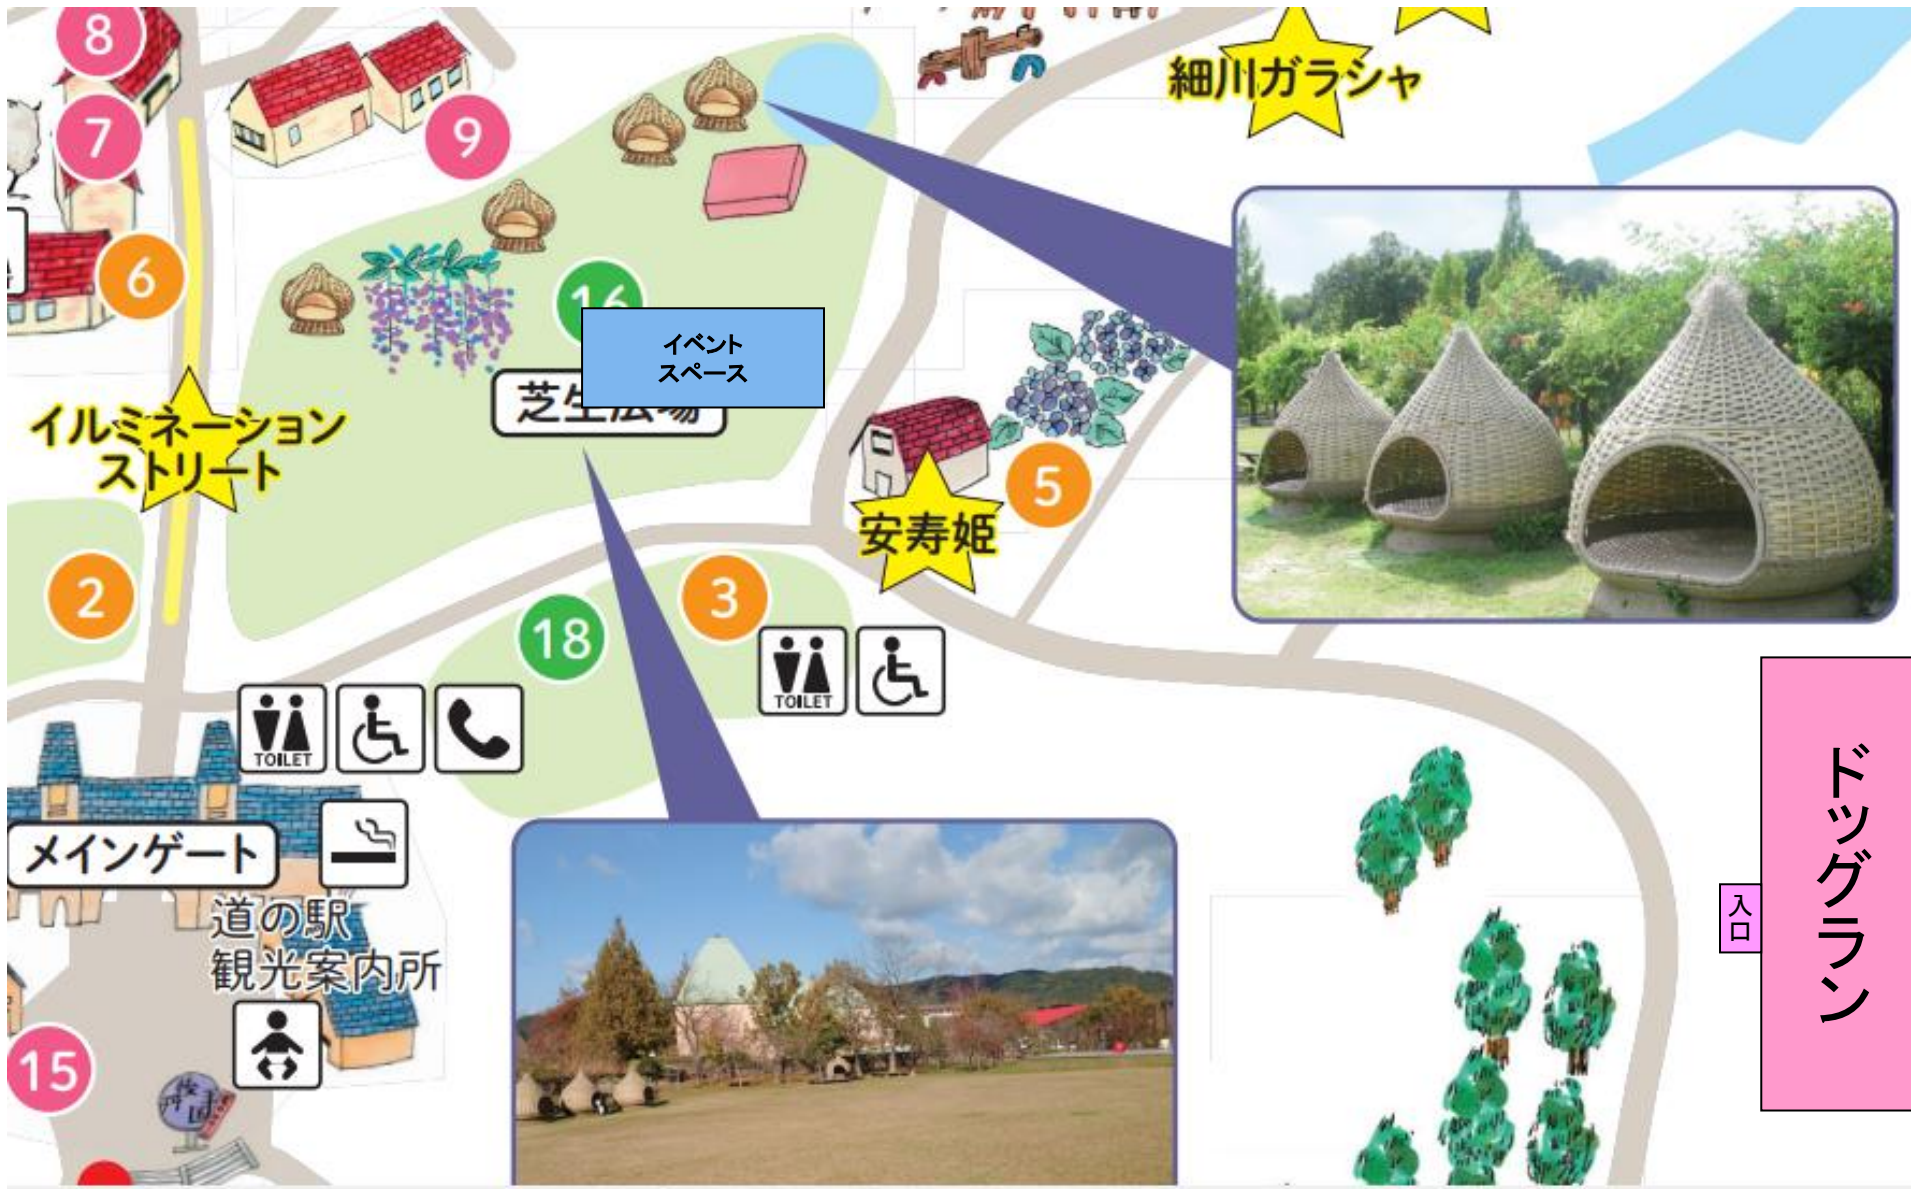 8
細川ガラシャ
7
9
6
16
イベント
スペース
芝生広場
イルミネーション
ストリート
5
安寿姫
2
3
18
TOILET
TOILET
ドッグラン
メインゲート
入口
道の駅
観光案内所
15